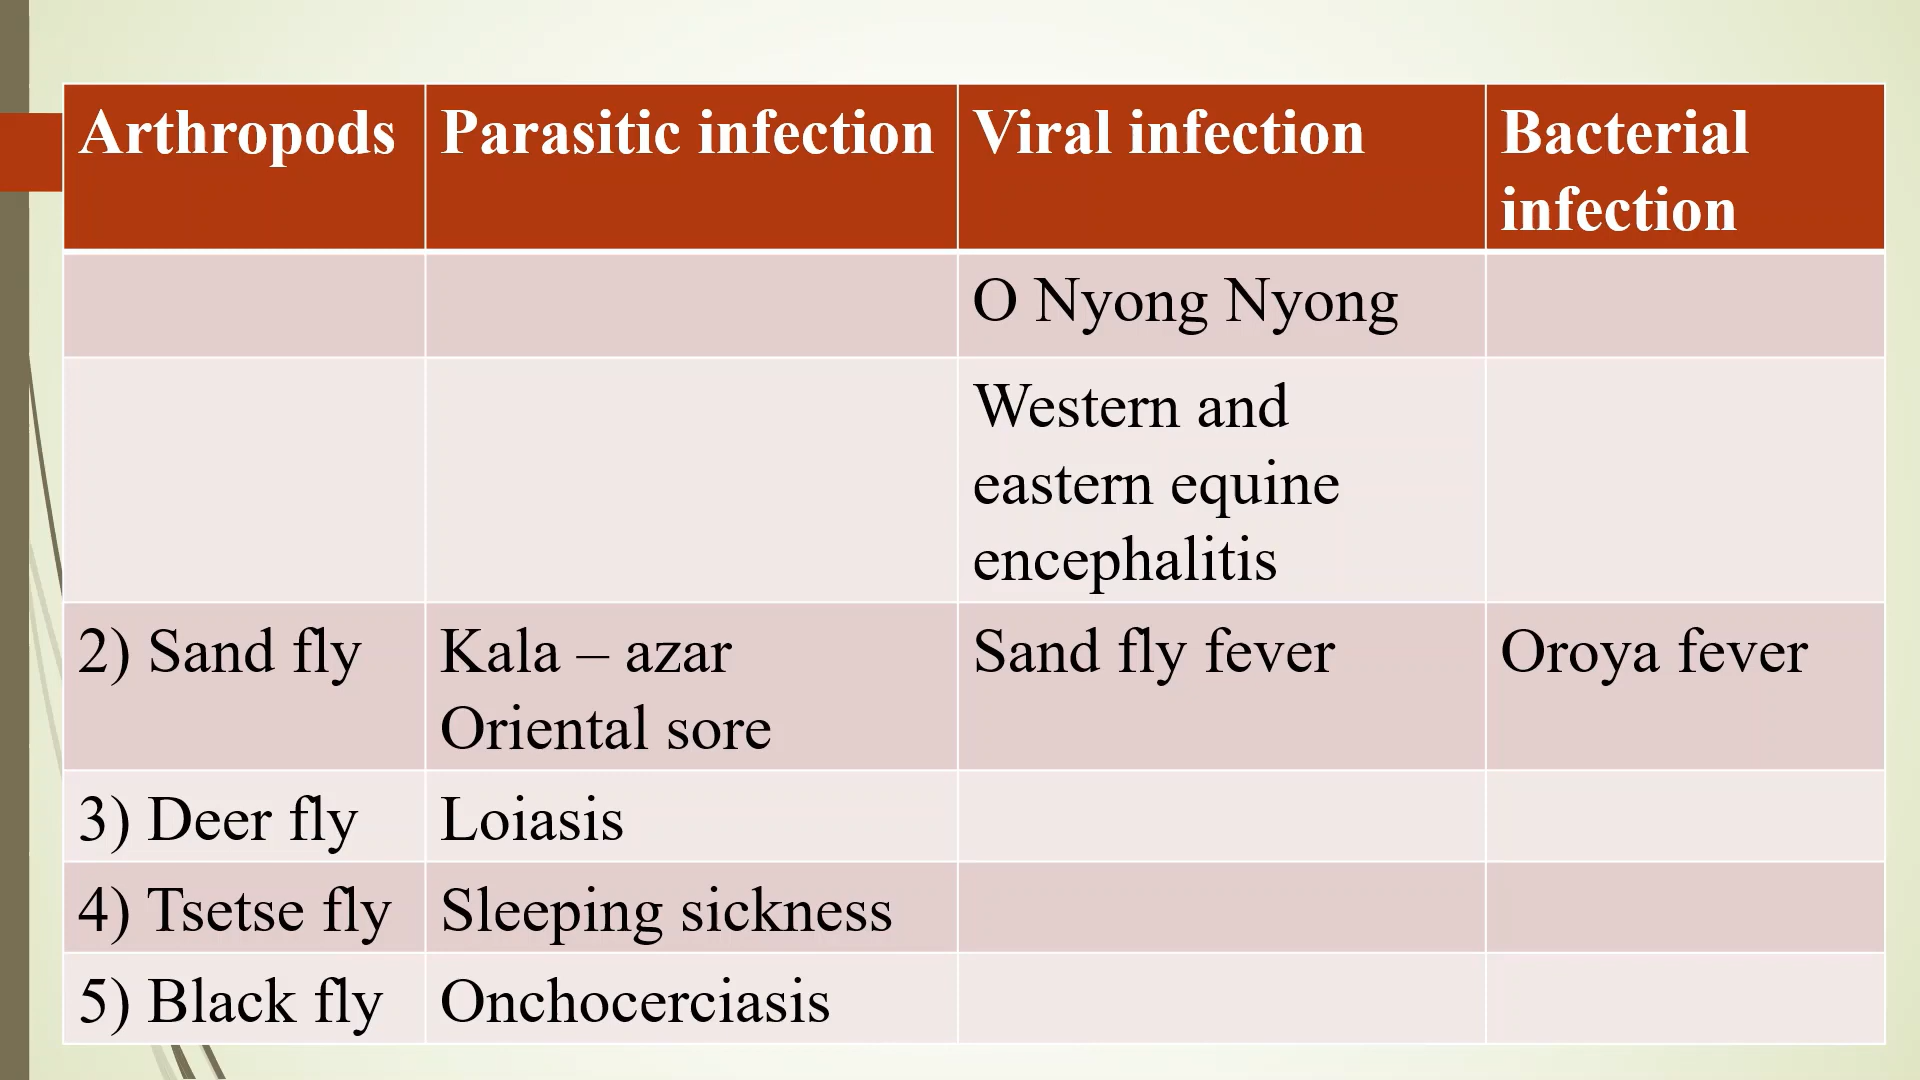 Arthropods
Parasitic infection
Viral infection
Bacterial
infection
O Nyong Nyong
Western and
eastern equine
encephalitis
2) Sand fly
Kala – azar
Oriental sore
Sand fly fever
Oroya fever
3) Deer fly
Loiasis
4) Tsetse fly
Sleeping sickness
5) Black fly
Onchocerciasis